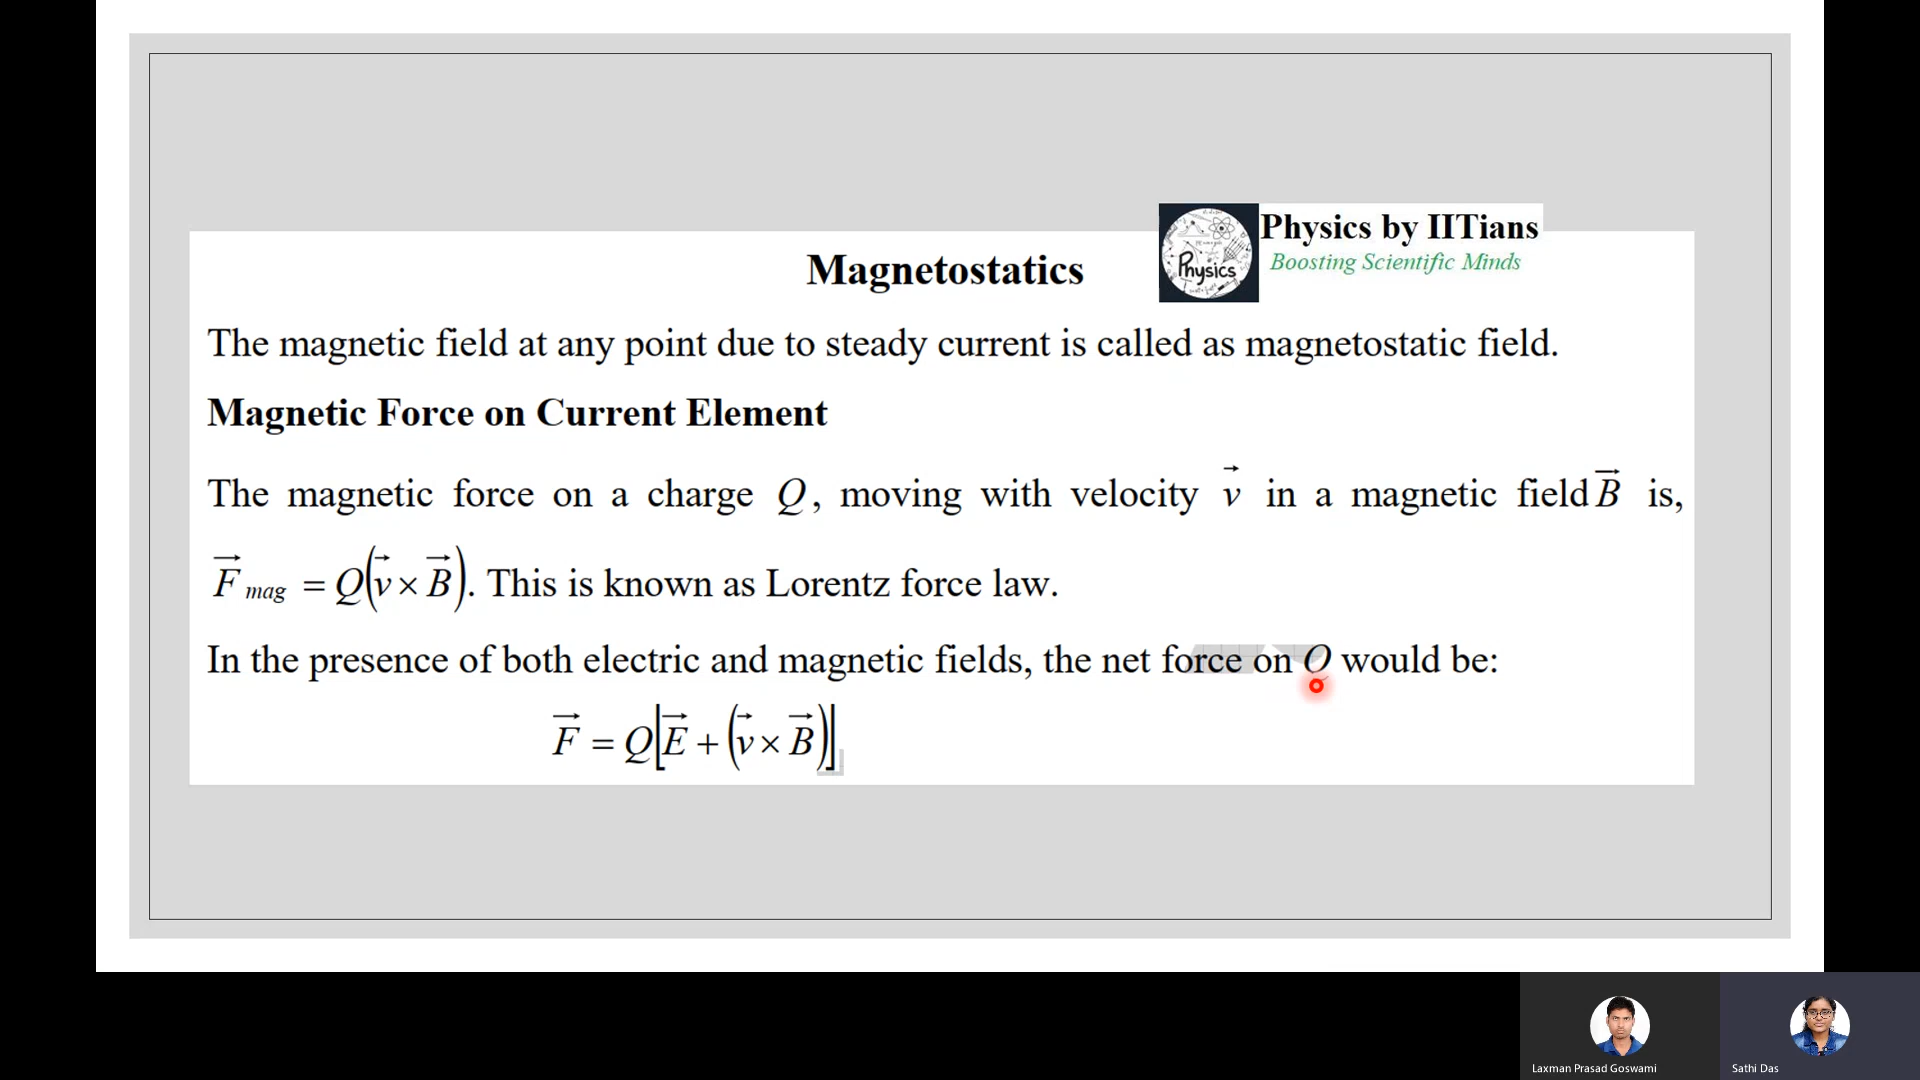 Physics by IITians
Boosting Scientific Minds
Physics
Magnetostatics
The magnetic field at any point due to steady current is called as magnetostatic field.
Magnetic Force on Current Element
The magnetic force on a charge Q, moving with velocity v⃗ in a magnetic field B⃗ is,
F⃗ mag = Q(v⃗ × B⃗). This is known as Lorentz force law.
In the presence of both electric and magnetic fields, the net force on Q would be:
F⃗ = Q[E⃗ + (v⃗ × B⃗)]
Laxman Prasad Goswami
Sathi Das